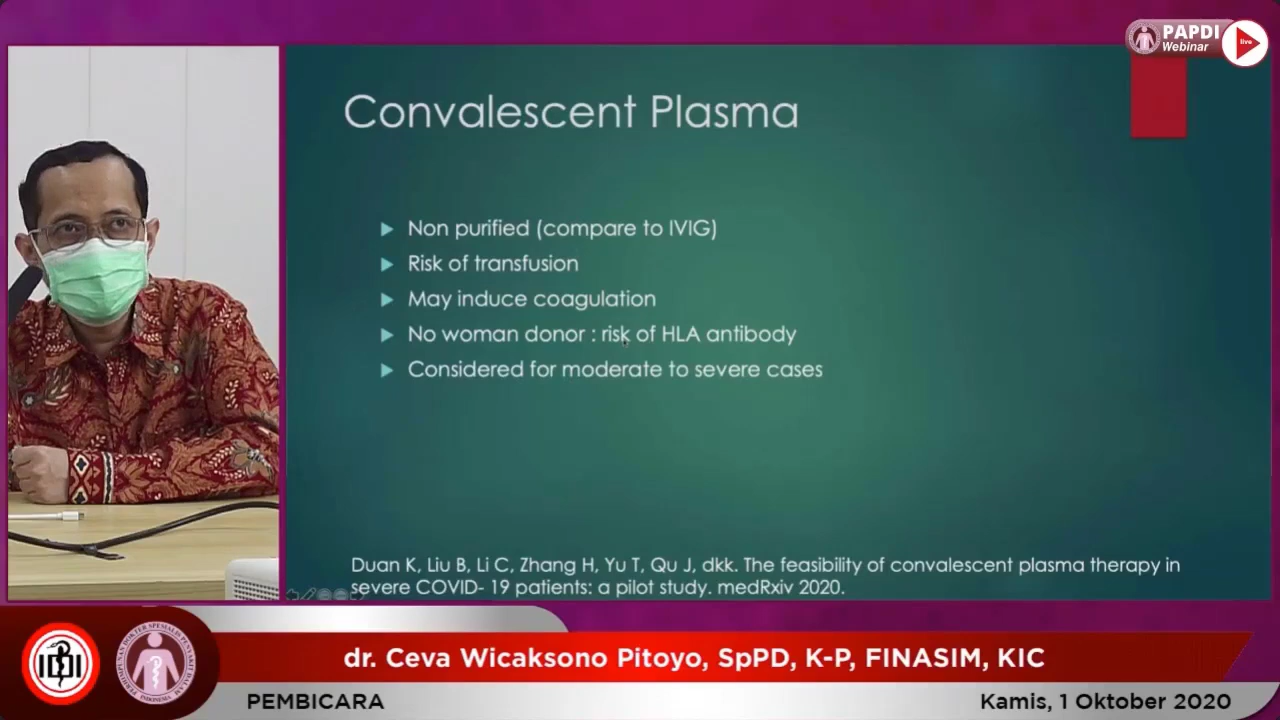 PAPDI
Webinar
live
Convalescent Plasma
Non purified (compare to IVIG)
Risk of transfusion
May induce coagulation
No woman donor : risk of HLA antibody
Considered for moderate to severe cases
Duan K, Liu B, Li C, Zhang H, Yu T, Qu J, dkk. The feasibility of convalescent plasma therapy in
severe COVID- 19 patients: a pilot study. medRxiv 2020.
IDI
dr. Ceva Wicaksono Pitoyo, SpPD, K-P, FINASIM, KIC
PEMBICARA
Kamis, 1 Oktober 2020